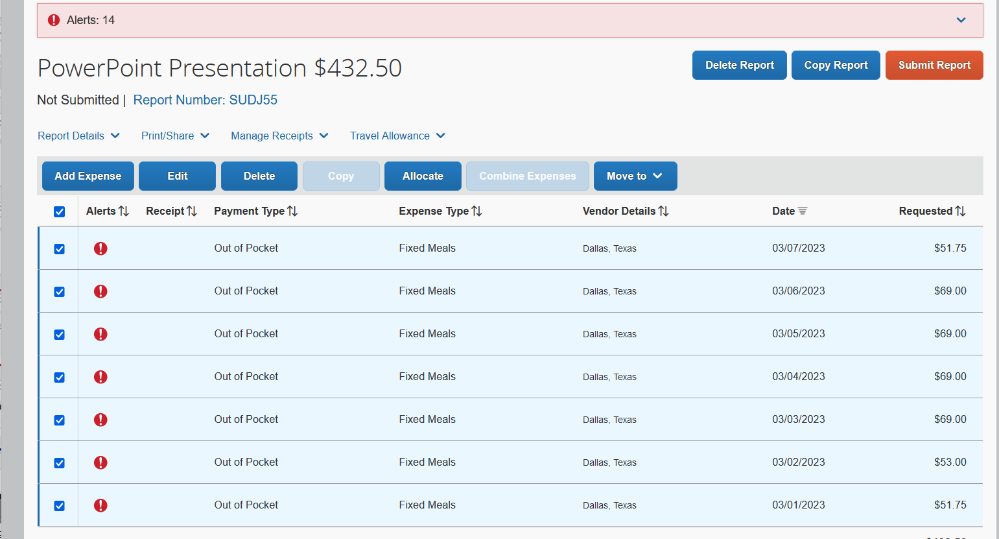 Alerts: 14
PowerPoint Presentation $432.50
Delete Report Copy Report Submit Report
Not Submitted | Report Number: SUDJ55
Report Details Print/Share Manage Receipts Travel Allowance
Add Expense Edit Delete Copy Allocate Combine Expenses Move to
Alerts Receipt Payment Type Expense Type Vendor Details Date Requested
Out of Pocket Fixed Meals Dallas, Texas 03/07/2023 $51.75
Out of Pocket Fixed Meals Dallas, Texas 03/06/2023 $69.00
Out of Pocket Fixed Meals Dallas, Texas 03/05/2023 $69.00
Out of Pocket Fixed Meals Dallas, Texas 03/04/2023 $69.00
Out of Pocket Fixed Meals Dallas, Texas 03/03/2023 $69.00
Out of Pocket Fixed Meals Dallas, Texas 03/02/2023 $53.00
Out of Pocket Fixed Meals Dallas, Texas 03/01/2023 $51.75